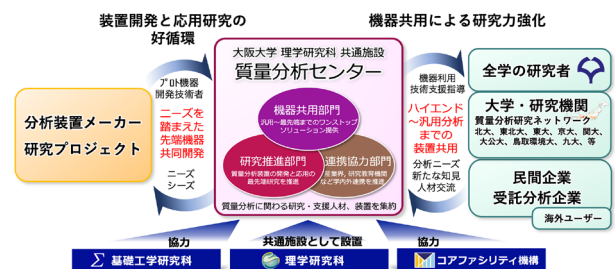 装置開発と応用研究の
好循環
機器共用による研究力強化
大阪大学 理学研究科 共通施設
質量分析センター
分析装置メーカー
研究プロジェクト
プロト機器
開発技術者
ニーズを
踏まえた
先端機器
共同開発
ニーズ
シーズ
機器共用部門
汎用～最先端までのワンストップ
ソリューション提供
研究推進部門
質量分析装置の開発と応用の
最先端研究を推進
連携協力部門
産業界、研究教育機関
など学内外連携を推進
質量分析に関わる研究・支援人材、装置を集約
機器利用
技術支援指導
ハイエンド
～汎用分析
までの
装置共用
分析ニーズ
新たな知見
人材交流
全学の研究者
大学・研究機関
質量分析研究ネットワーク
北大、東北大、東大、京大、関大、
大公大、鳥取環境大、九大、等
民間企業
受託分析企業
海外ユーザー
協力
共通施設として設置
協力
Σ 基礎工学研究科
理学研究科
コアファシリティ機構